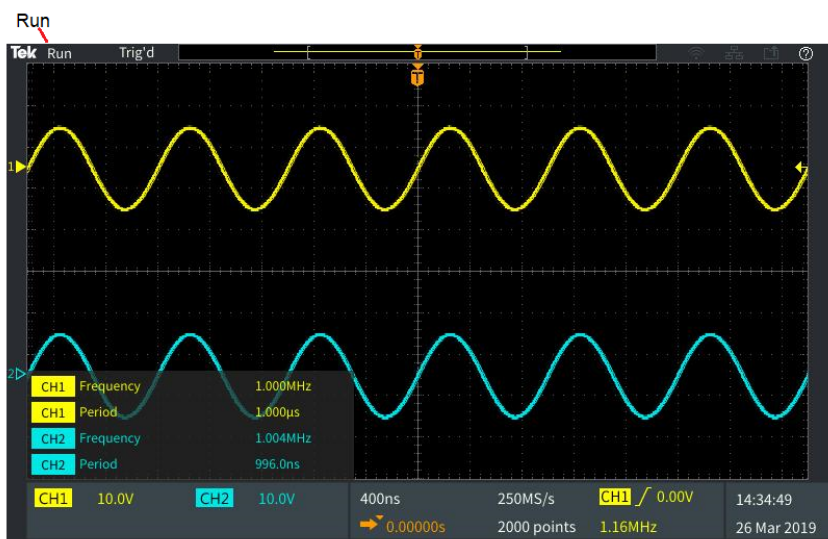 Run
Tek Run Trig'd
T
T
1
2
CH1 Frequency 1.000MHz
CH1 Period 1.000µs
CH2 Frequency 1.004MHz
CH2 Period 996.0ns
CH1 10.0V CH2 10.0V 400ns 250MS/s CH1 0.00V 14:34:49
0.00000s 2000 points 1.16MHz 26 Mar 2019